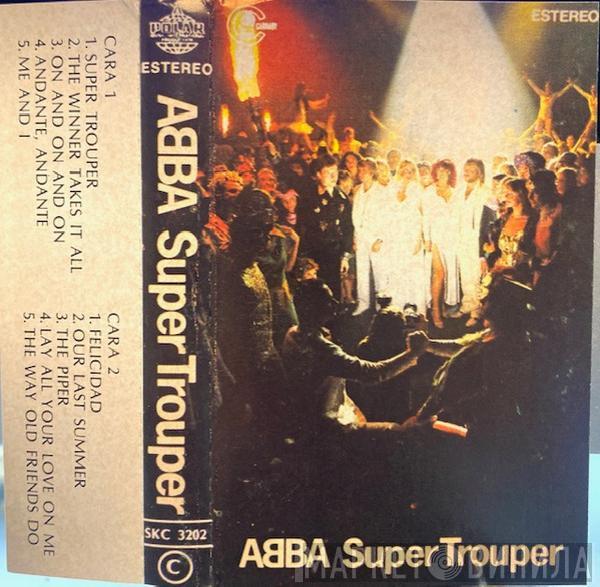 CARA 1
1. SUPER TROUPER
2. THE WINNER TAKES IT ALL
3. ON AND ON AND ON
4. ANDANTE, ANDANTE
5. ME AND I
CARA 2
1. FELICIDAD
2. OUR LAST SUMMER
3. THE PIPER
4. LAY ALL YOUR LOVE ON ME
5. THE WAY OLD FRIENDS DO
POLAR
ESTEREO
ABBA Super Trouper
SKC 3202
C
ESTEREO
ABBA Super Trouper
МАРКЕТ ВИНИЛА